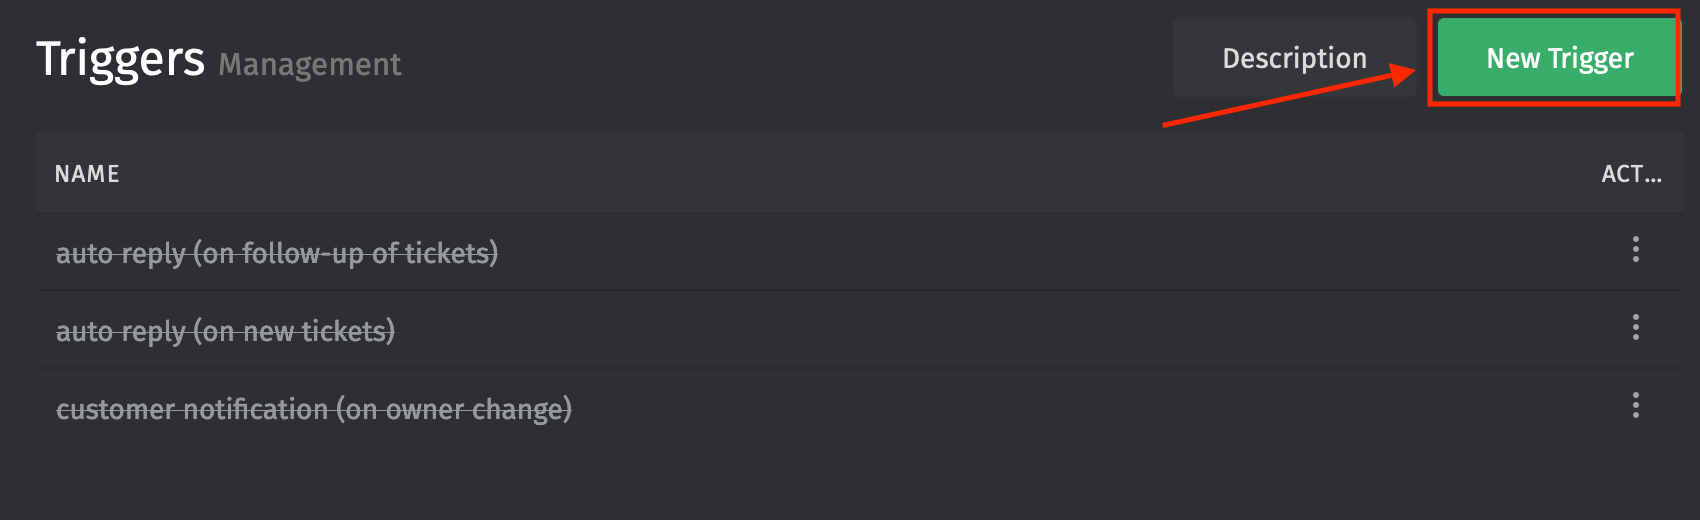 Triggers Management
Description
New Trigger
NAME
ACT...
auto reply (on follow-up of tickets)
auto reply (on new tickets)
customer notification (on owner change)